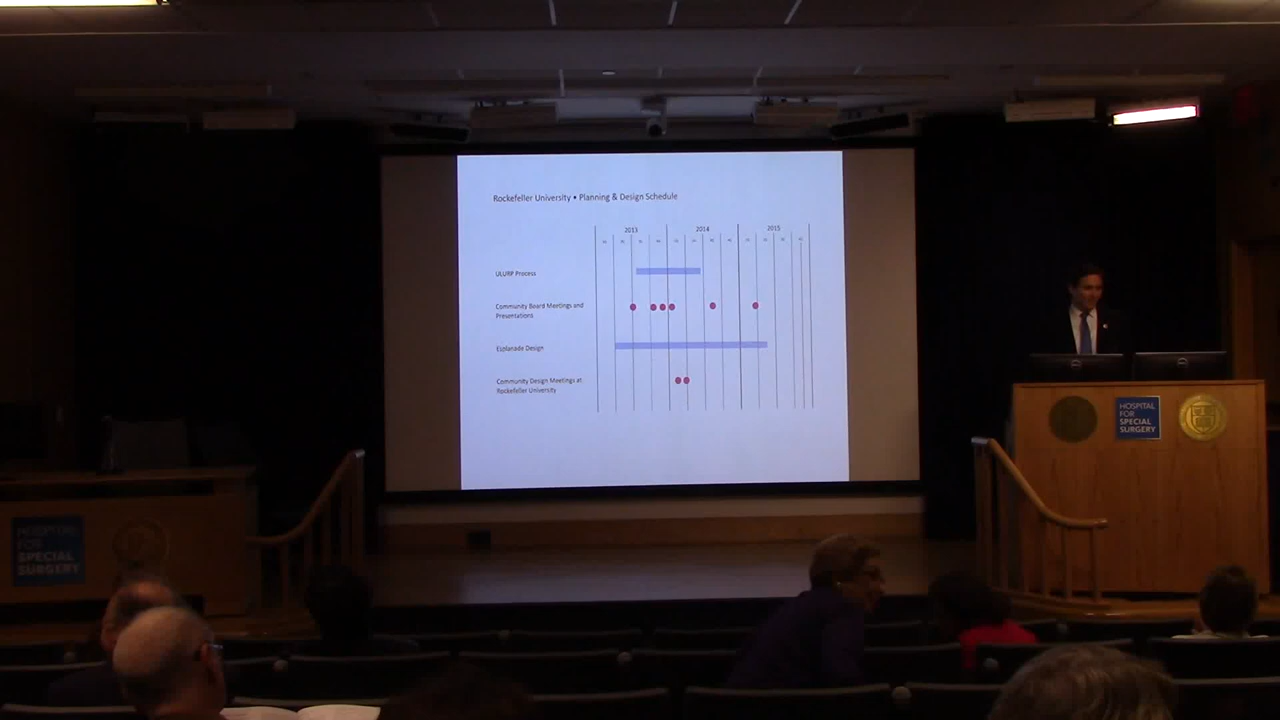 Rockefeller University • Planning & Design Schedule
2013 2014 2015
ULURP Process
Community Board Meetings and
Presentations
Esplanade Design
Community Design Meetings at
Rockefeller University
HOSPITAL
FOR
SPECIAL
SURGERY
HOSPITAL
FOR
SPECIAL
SURGERY